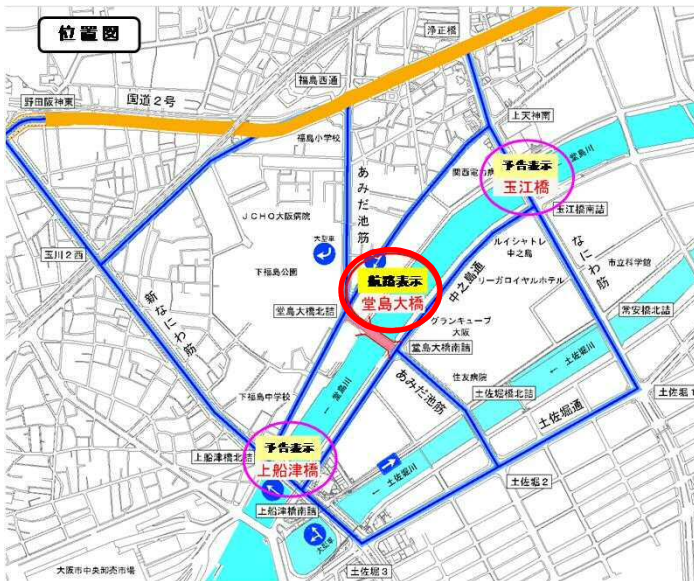 位置図
浄正橋
福島西通
野田阪神東
国道2号
上天神南
福島小学校
堂島川
予告表示
玉江橋
関西電力病
あみだ池筋
玉江橋南詰
JCHO大阪病院
大型車
なにわ筋
ルイシャトレ
中之島
市立科学館
玉川2西
下福島公園
航路表示
堂島大橋
中之島通
リーガロイヤルホテル
新なにわ筋
常安橋北詰
堂島大橋北詰
グランキューブ
大阪
堂島大橋南詰
土佐堀川
住友病院
堂島川
あみだ池筋
土佐堀橋北詰
下福島中学校
土佐堀通
土佐堀1
予告表示
上船津橋
上船津橋北詰
土佐堀川
土佐堀2
上船津橋南詰
大型車
大阪市中央卸売市場
土佐堀3